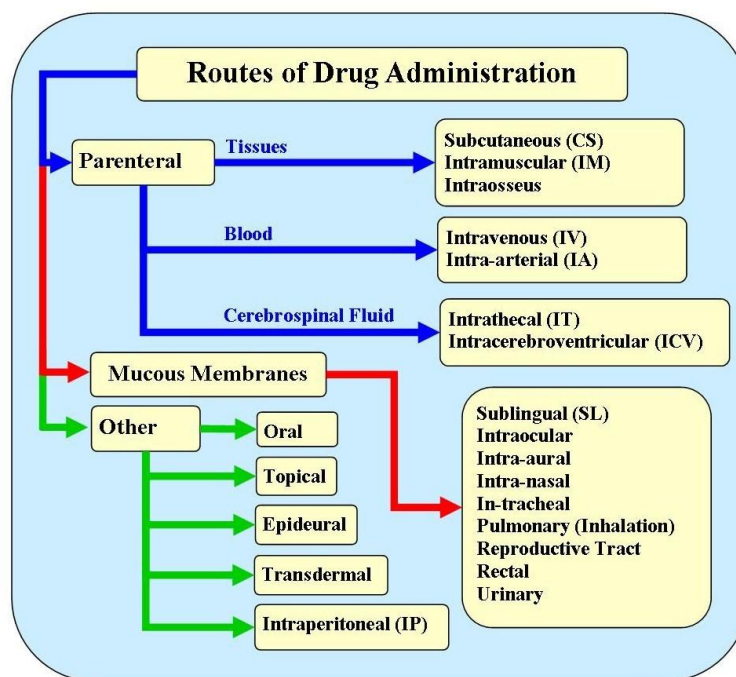 Routes of Drug Administration
Parenteral
Tissues
Subcutaneous (CS)
Intramuscular (IM)
Intraosseus
Blood
Intravenous (IV)
Intra-arterial (IA)
Cerebrospinal Fluid
Intrathecal (IT)
Intracerebroventricular (ICV)
Mucous Membranes
Sublingual (SL)
Intraocular
Intra-aural
Intra-nasal
In-tracheal
Pulmonary (Inhalation)
Reproductive Tract
Rectal
Urinary
Other
Oral
Topical
Epideural
Transdermal
Intraperitoneal (IP)